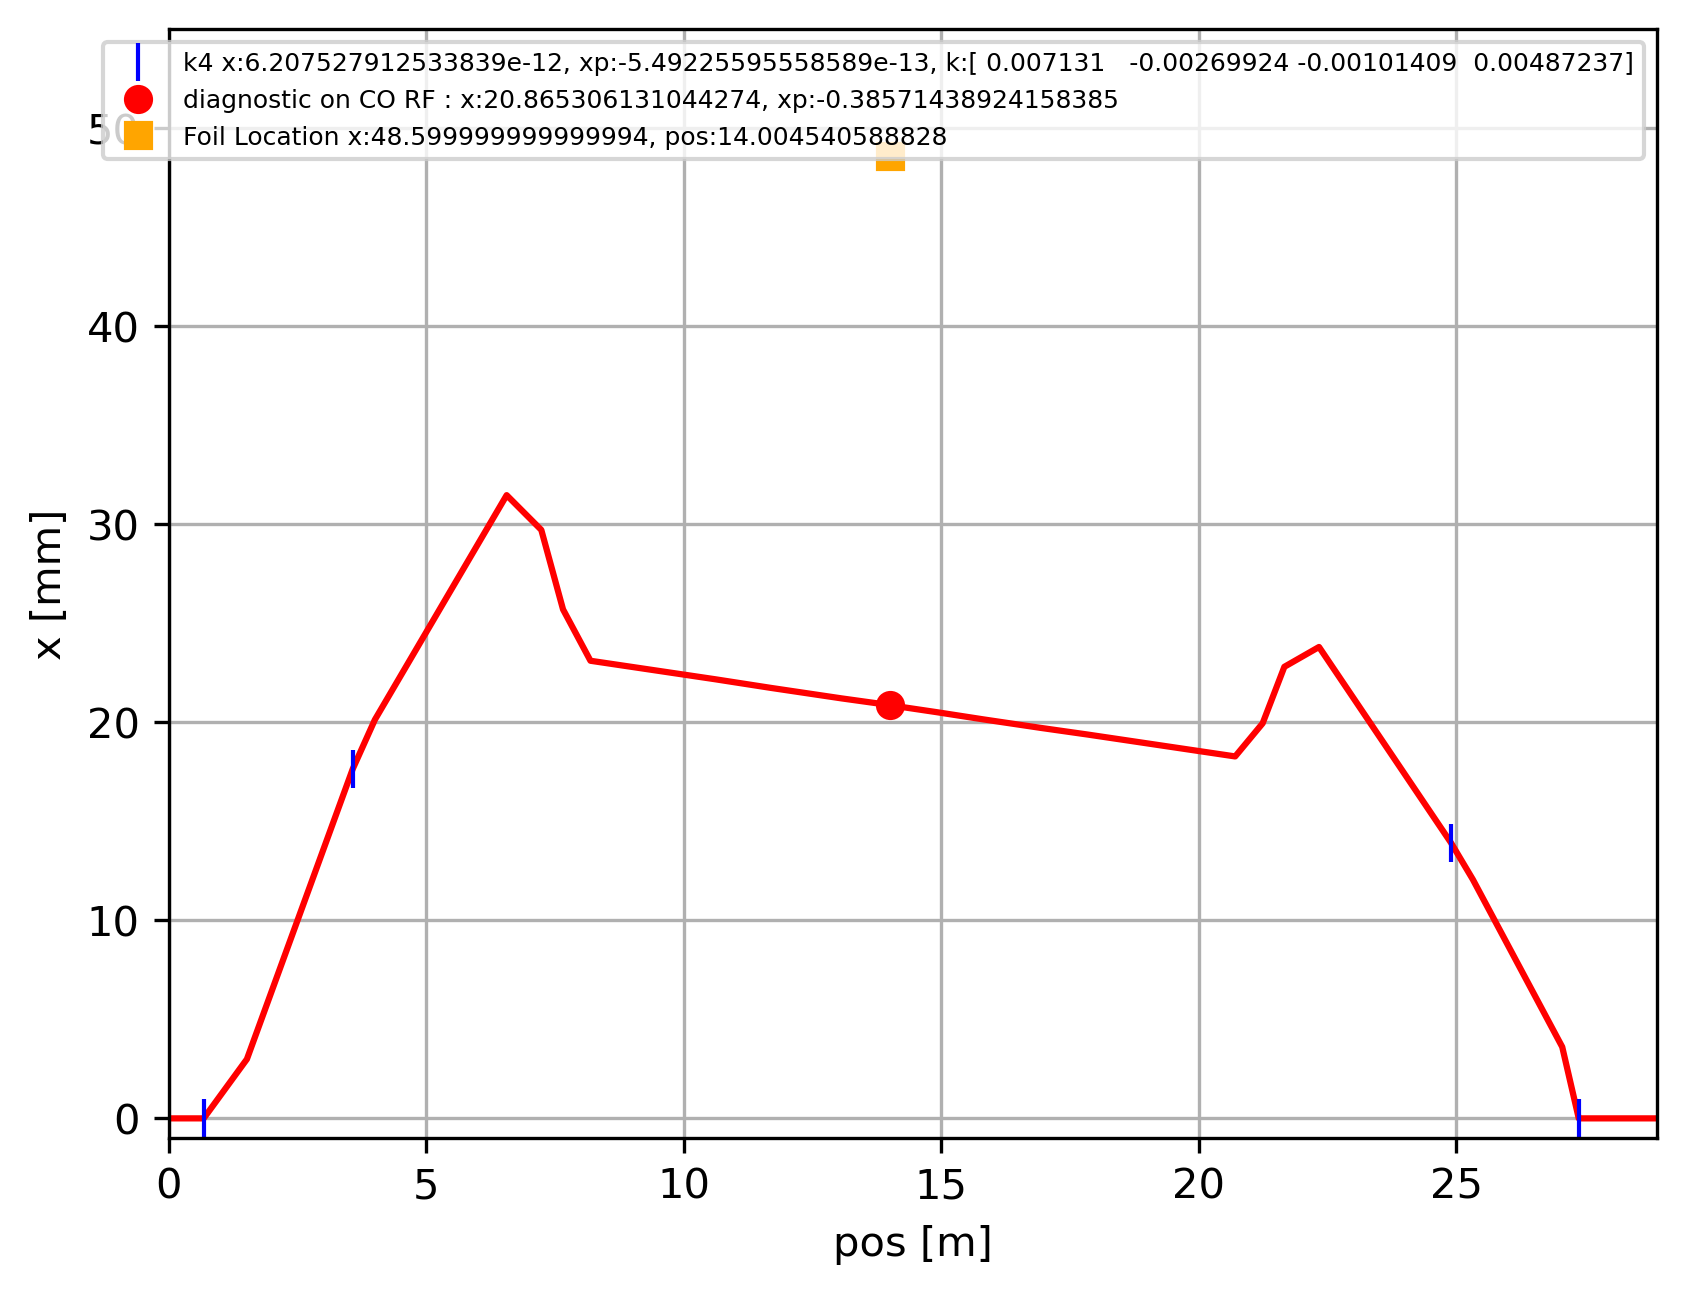 k4 x:6.207527912533839e-12, xp:-5.49225595558589e-13, k:[ 0.007131   -0.00269924 -0.00101409  0.00487237]
diagnostic on CO RF : x:20.865306131044274, xp:-0.38571438924158385
Foil Location x:48.599999999999994, pos:14.004540588828
50
40
30
20
10
0
x [mm]
0 5 10 15 20 25
pos [m]